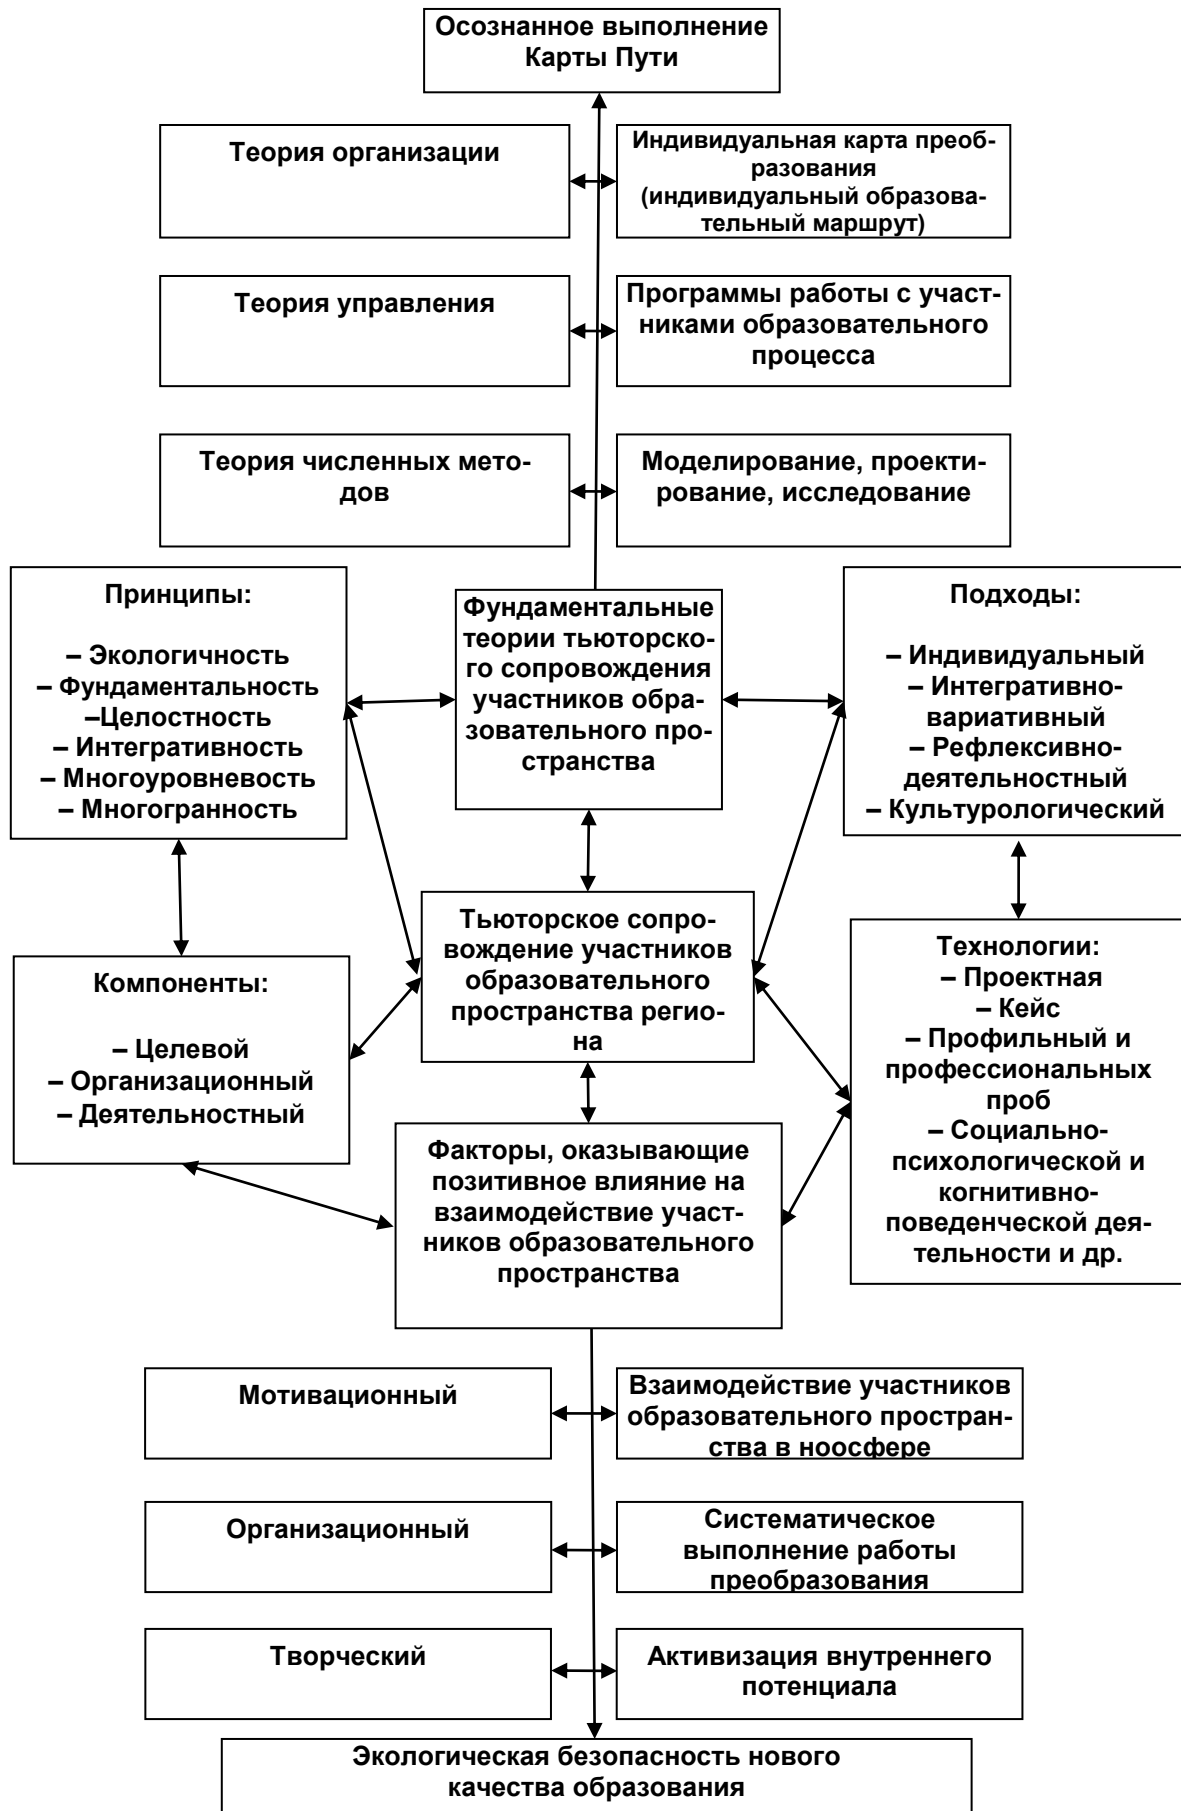 Осознанное выполнение
Карты Пути
Теория организации
Индивидуальная карта преоб-
разования
(индивидуальный образова-
тельный маршрут)
Теория управления
Программы работы с участ-
никами образовательного
процесса
Теория численных мето-
дов
Моделирование, проекти-
рование, исследование
Принципы:
– Экологичность
– Фундаментальность
–Целостность
– Интегративность
– Многоуровневость
– Многогранность
Фундаментальные
теории тьюторско-
го сопровождения
участников обра-
зовательного про-
странства
Подходы:
– Индивидуальный
– Интегративно-
вариативный
– Рефлексивно-
деятельностный
– Культурологический
Компоненты:
– Целевой
– Организационный
– Деятельностный
Тьюторское сопро-
вождение участников
образовательного
пространства регио-
на
Технологии:
– Проектная
– Кейс
– Профильный и
профессиональных
проб
– Социально-
психологической и
когнитивно-
поведенческой дея-
тельности и др.
Факторы, оказывающие
позитивное влияние на
взаимодействие участ-
ников образовательного
пространства
Мотивационный
Взаимодействие участников
образовательного простран-
ства в ноосфере
Организационный
Систематическое
выполнение работы
преобразования
Творческий
Активизация внутреннего
потенциала
Экологическая безопасность нового
качества образования